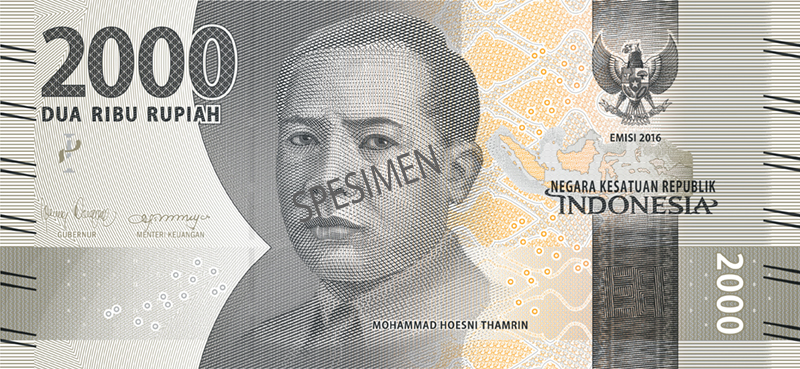 2000
DUA RIBU RUPIAH
SPESIMEN
EMISI 2016
NEGARA KESATUAN REPUBLIK
INDONESIA
GUBERNUR
MENTERI KEUANGAN
MOHAMMAD HOESNI THAMRIN
2000